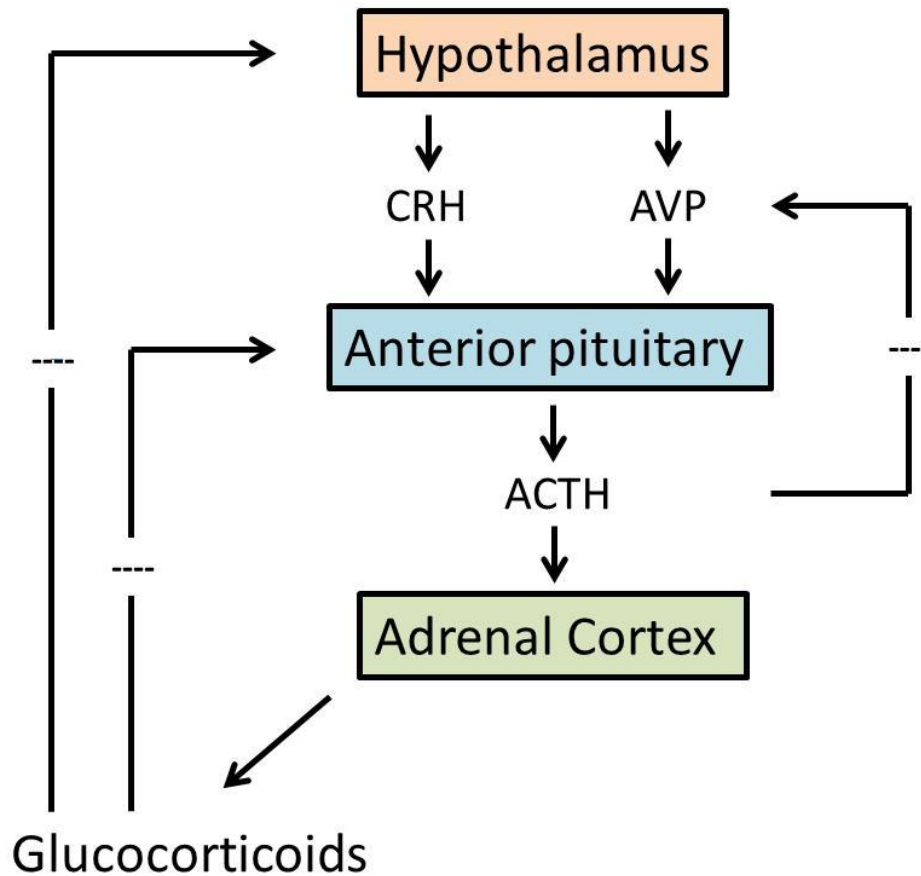 Hypothalamus
CRH AVP
----
Anterior pituitary
---
ACTH
----
Adrenal Cortex
Glucocorticoids